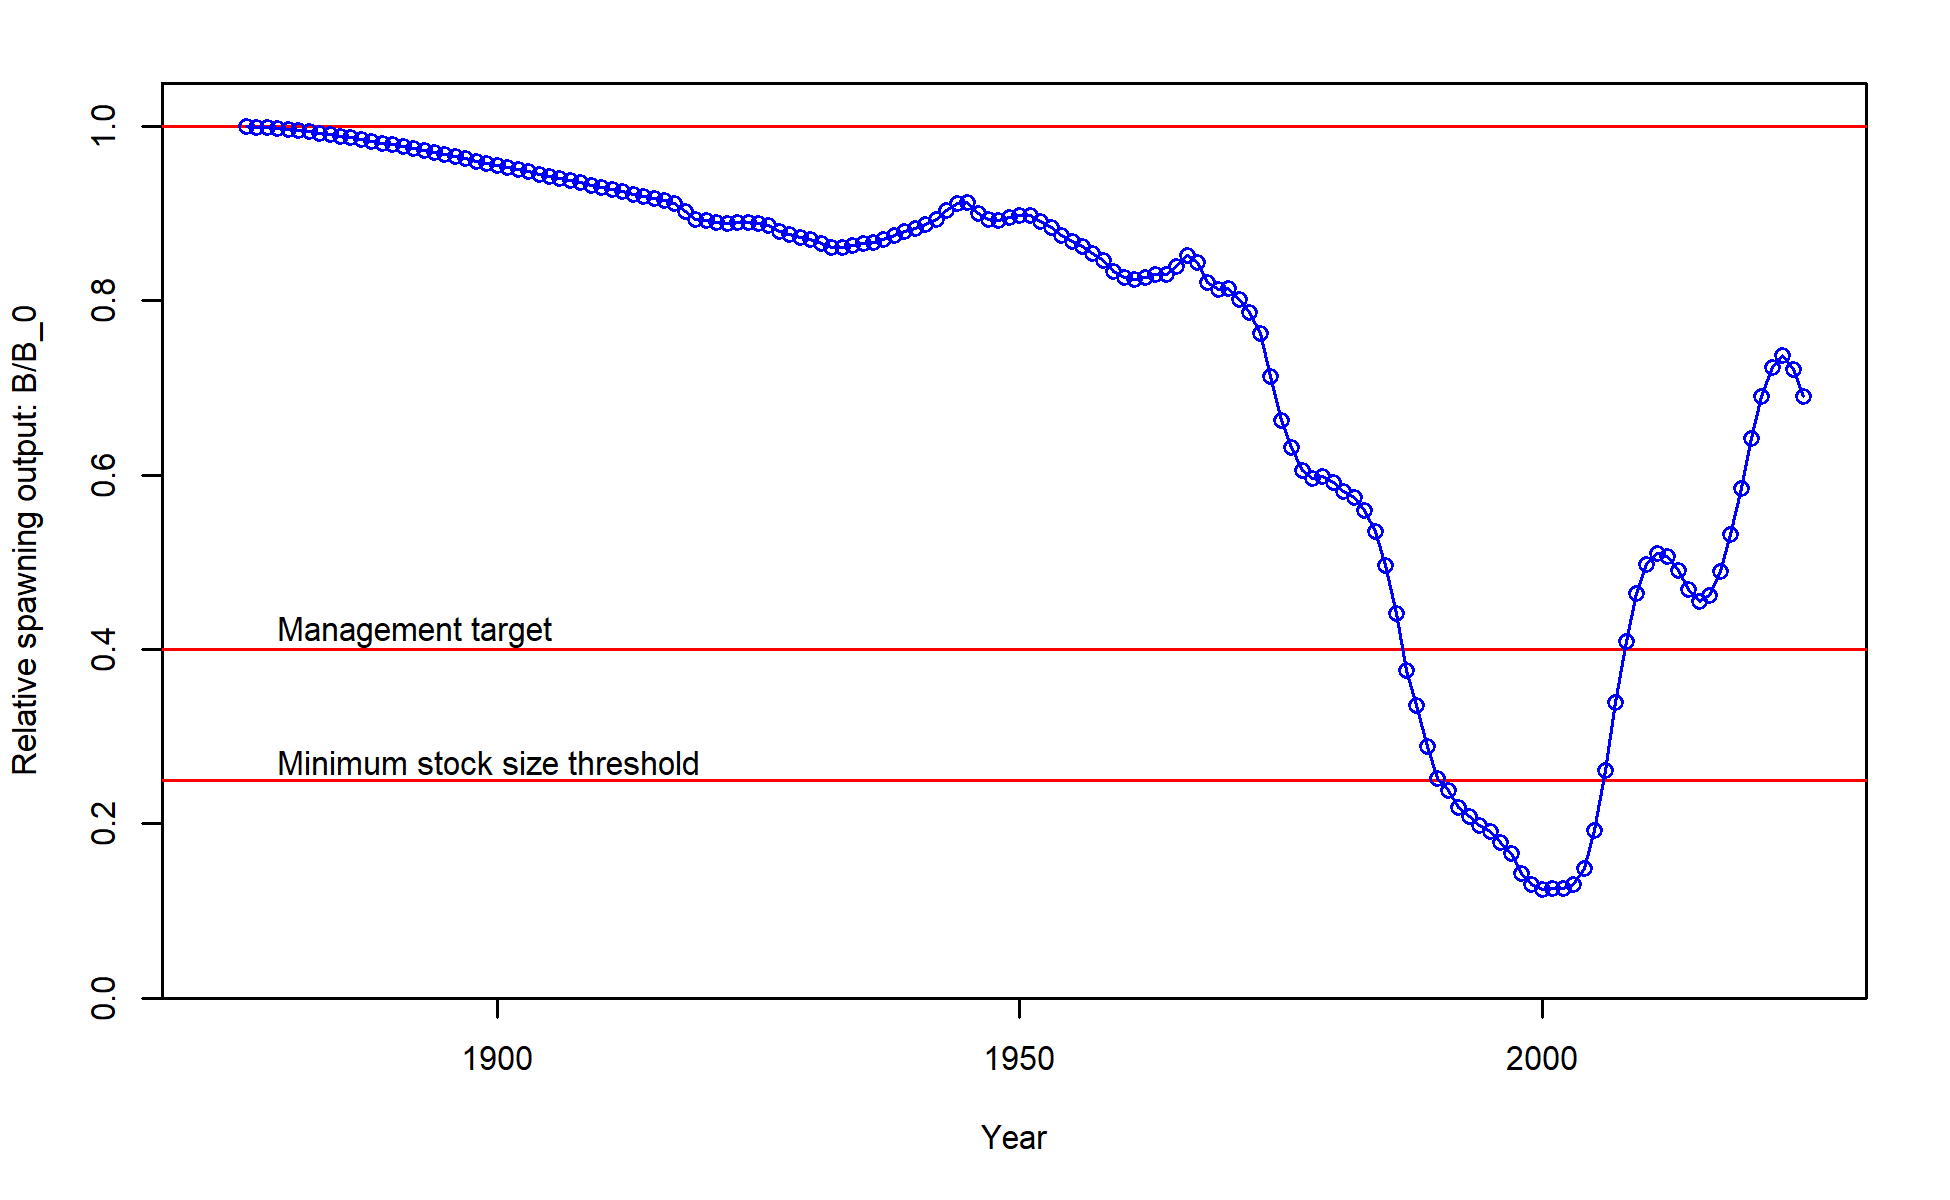 Relative spawning output: B/B_0
1.0
0.8
0.6
0.4
0.2
0.0
Management target
Minimum stock size threshold
1900
1950
2000
Year